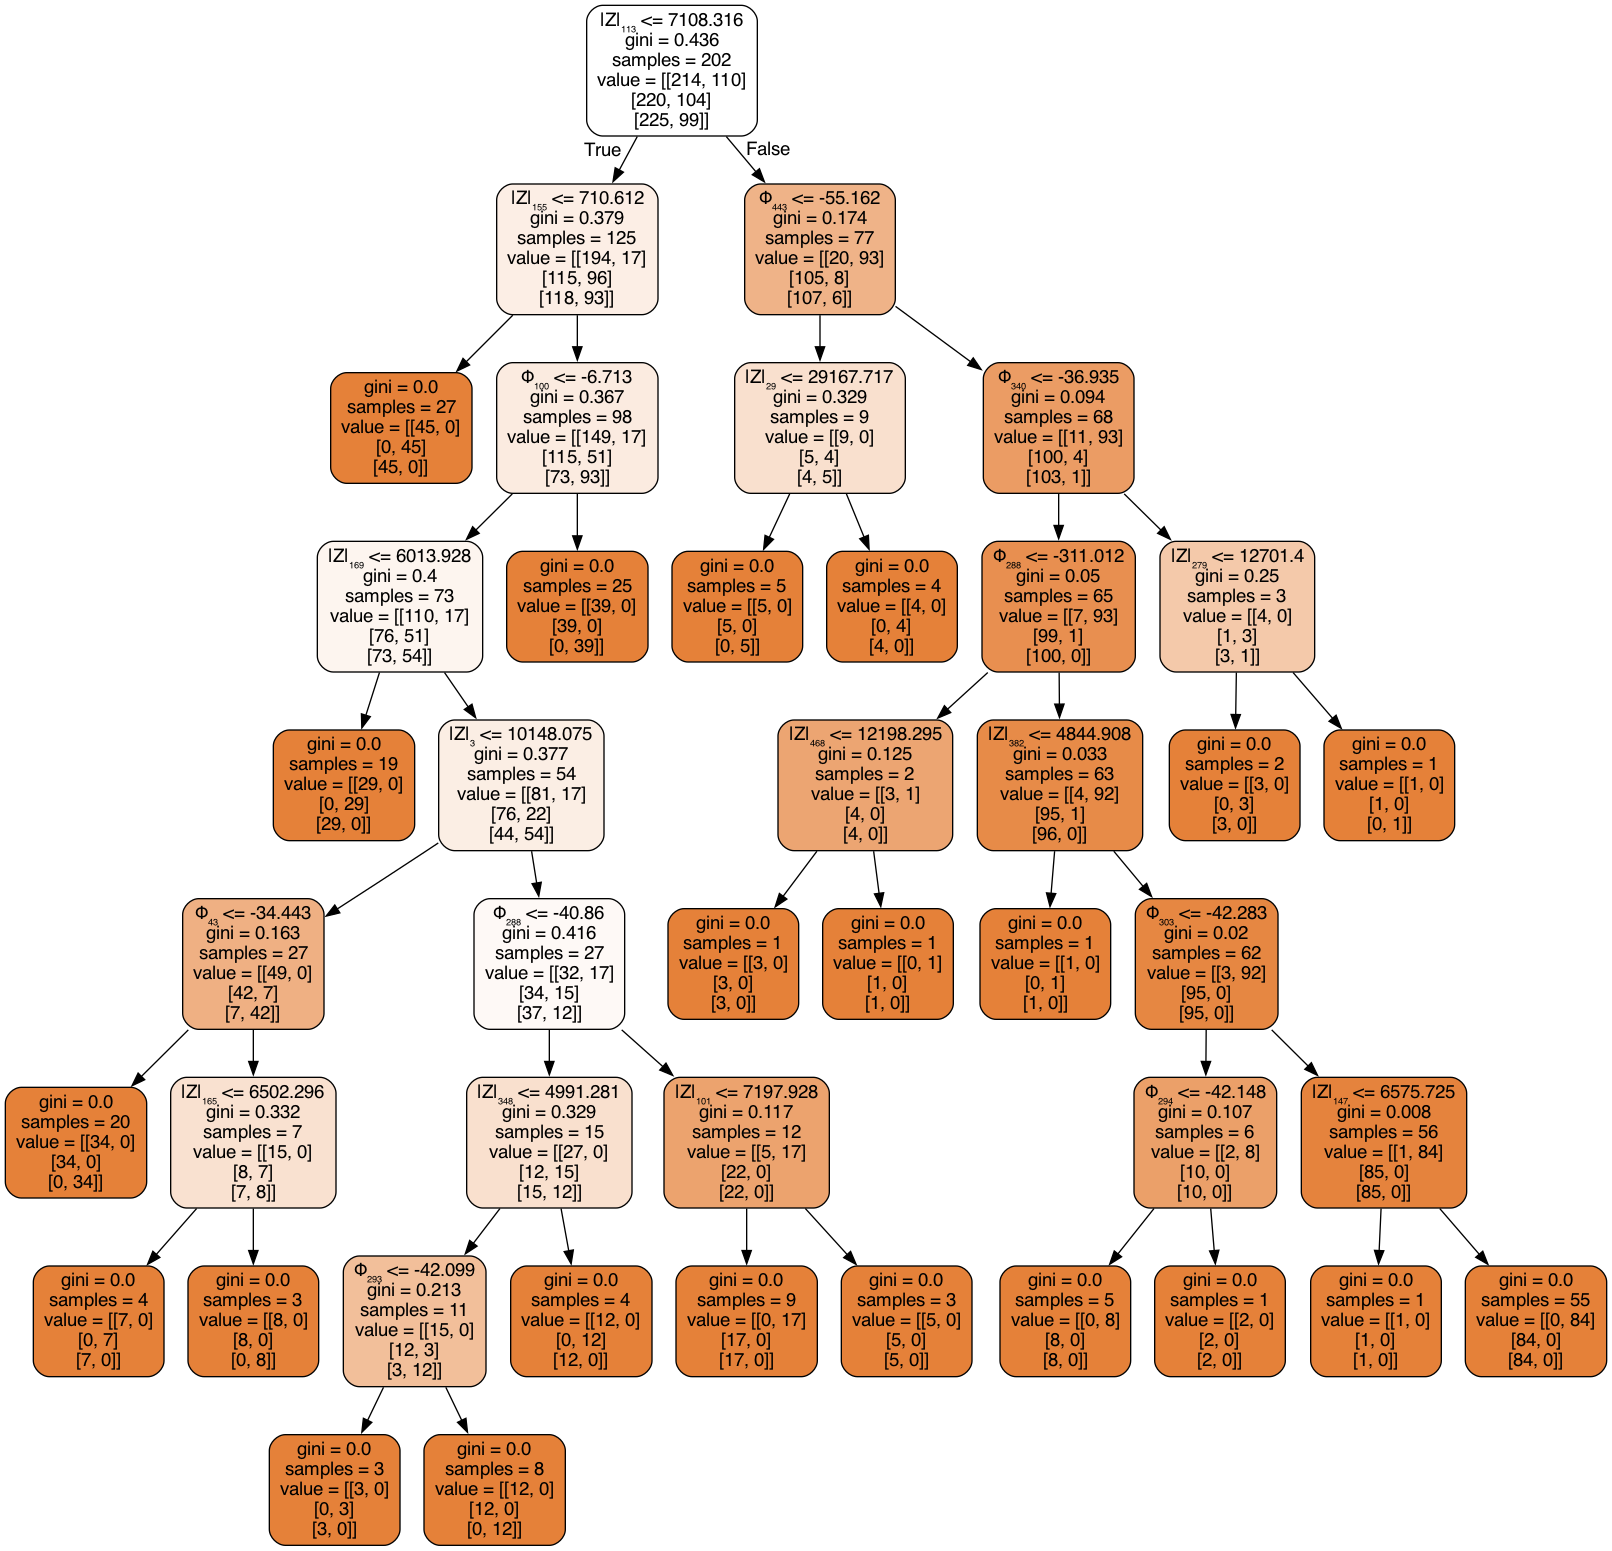 |Z|₁₁₃ <= 7108.316
gini = 0.436
samples = 202
value = [[214, 110]
[220, 104]
[225, 99]]
True
False
|Z|₁₅₅ <= 710.612
gini = 0.379
samples = 125
value = [[194, 17]
[115, 96]
[118, 93]]
Φ₄₄₃ <= -55.162
gini = 0.174
samples = 77
value = [[20, 93]
[105, 8]
[107, 6]]
gini = 0.0
samples = 27
value = [[45, 0]
[0, 45]
[45, 0]]
Φ₁₀₀ <= -6.713
gini = 0.367
samples = 98
value = [[149, 17]
[115, 51]
[73, 93]]
|Z|₂₉ <= 29167.717
gini = 0.329
samples = 9
value = [[9, 0]
[5, 4]
[4, 5]]
Φ₃₄₀ <= -36.935
gini = 0.094
samples = 68
value = [[11, 93]
[100, 4]
[103, 1]]
|Z|₁₆₉ <= 6013.928
gini = 0.4
samples = 73
value = [[110, 17]
[76, 51]
[73, 54]]
gini = 0.0
samples = 25
value = [[39, 0]
[39, 0]
[0, 39]]
gini = 0.0
samples = 5
value = [[5, 0]
[5, 0]
[0, 5]]
gini = 0.0
samples = 4
value = [[4, 0]
[0, 4]
[4, 0]]
Φ₂₈₈ <= -311.012
gini = 0.05
samples = 65
value = [[7, 93]
[99, 1]
[100, 0]]
|Z|₂₇₉ <= 12701.4
gini = 0.25
samples = 3
value = [[4, 0]
[1, 3]
[3, 1]]
gini = 0.0
samples = 19
value = [[29, 0]
[0, 29]
[29, 0]]
|Z|₃ <= 10148.075
gini = 0.377
samples = 54
value = [[81, 17]
[76, 22]
[44, 54]]
|Z|₄₆₈ <= 12198.295
gini = 0.125
samples = 2
value = [[3, 1]
[4, 0]
[4, 0]]
|Z|₃₈₂ <= 4844.908
gini = 0.033
samples = 63
value = [[4, 92]
[95, 1]
[96, 0]]
gini = 0.0
samples = 2
value = [[3, 0]
[0, 3]
[3, 0]]
gini = 0.0
samples = 1
value = [[1, 0]
[1, 0]
[0, 1]]
Φ₄₃ <= -34.443
gini = 0.163
samples = 27
value = [[49, 0]
[42, 7]
[7, 42]]
Φ₂₈₈ <= -40.86
gini = 0.416
samples = 27
value = [[32, 17]
[34, 15]
[37, 12]]
gini = 0.0
samples = 1
value = [[3, 0]
[3, 0]
[3, 0]]
gini = 0.0
samples = 1
value = [[0, 1]
[1, 0]
[1, 0]]
gini = 0.0
samples = 1
value = [[1, 0]
[0, 1]
[1, 0]]
Φ₃₀₃ <= -42.283
gini = 0.02
samples = 62
value = [[3, 92]
[95, 0]
[95, 0]]
gini = 0.0
samples = 20
value = [[34, 0]
[34, 0]
[0, 34]]
|Z|₁₆₅ <= 6502.296
gini = 0.332
samples = 7
value = [[15, 0]
[8, 7]
[7, 8]]
|Z|₃₄₈ <= 4991.281
gini = 0.329
samples = 15
value = [[27, 0]
[12, 15]
[15, 12]]
|Z|₁₀₁ <= 7197.928
gini = 0.117
samples = 12
value = [[5, 17]
[22, 0]
[22, 0]]
Φ₂₉₄ <= -42.148
gini = 0.107
samples = 6
value = [[2, 8]
[10, 0]
[10, 0]]
|Z|₁₄₇ <= 6575.725
gini = 0.008
samples = 56
value = [[1, 84]
[85, 0]
[85, 0]]
gini = 0.0
samples = 4
value = [[7, 0]
[0, 7]
[7, 0]]
gini = 0.0
samples = 3
value = [[8, 0]
[8, 0]
[0, 8]]
Φ₂₉₃ <= -42.099
gini = 0.213
samples = 11
value = [[15, 0]
[12, 3]
[3, 12]]
gini = 0.0
samples = 4
value = [[12, 0]
[0, 12]
[12, 0]]
gini = 0.0
samples = 9
value = [[0, 17]
[17, 0]
[17, 0]]
gini = 0.0
samples = 3
value = [[5, 0]
[5, 0]
[5, 0]]
gini = 0.0
samples = 5
value = [[0, 8]
[8, 0]
[8, 0]]
gini = 0.0
samples = 1
value = [[2, 0]
[2, 0]
[2, 0]]
gini = 0.0
samples = 1
value = [[1, 0]
[1, 0]
[1, 0]]
gini = 0.0
samples = 55
value = [[0, 84]
[84, 0]
[84, 0]]
gini = 0.0
samples = 3
value = [[3, 0]
[0, 3]
[3, 0]]
gini = 0.0
samples = 8
value = [[12, 0]
[12, 0]
[0, 12]]